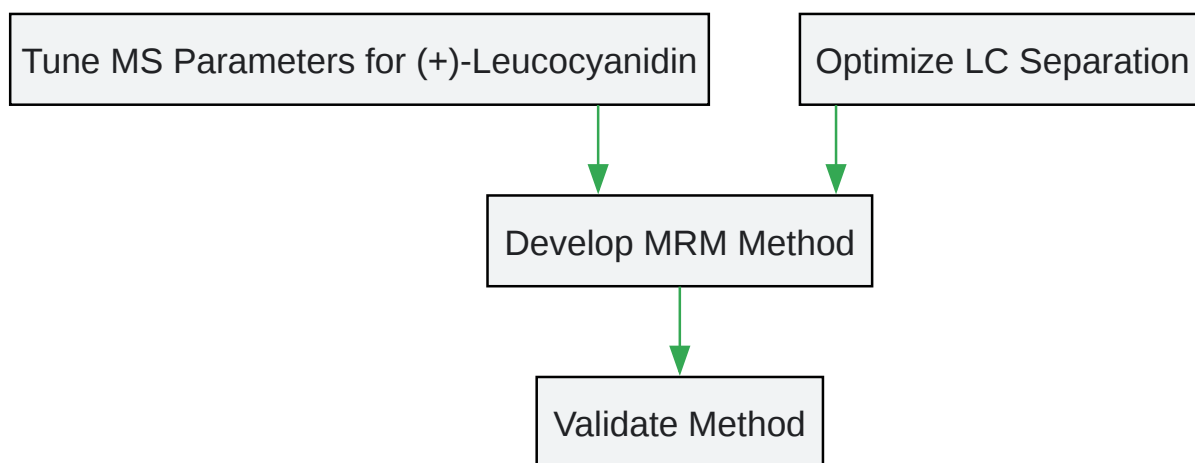 Tune MS Parameters for (+)-Leucocyanidin
Optimize LC Separation
Develop MRM Method
Validate Method